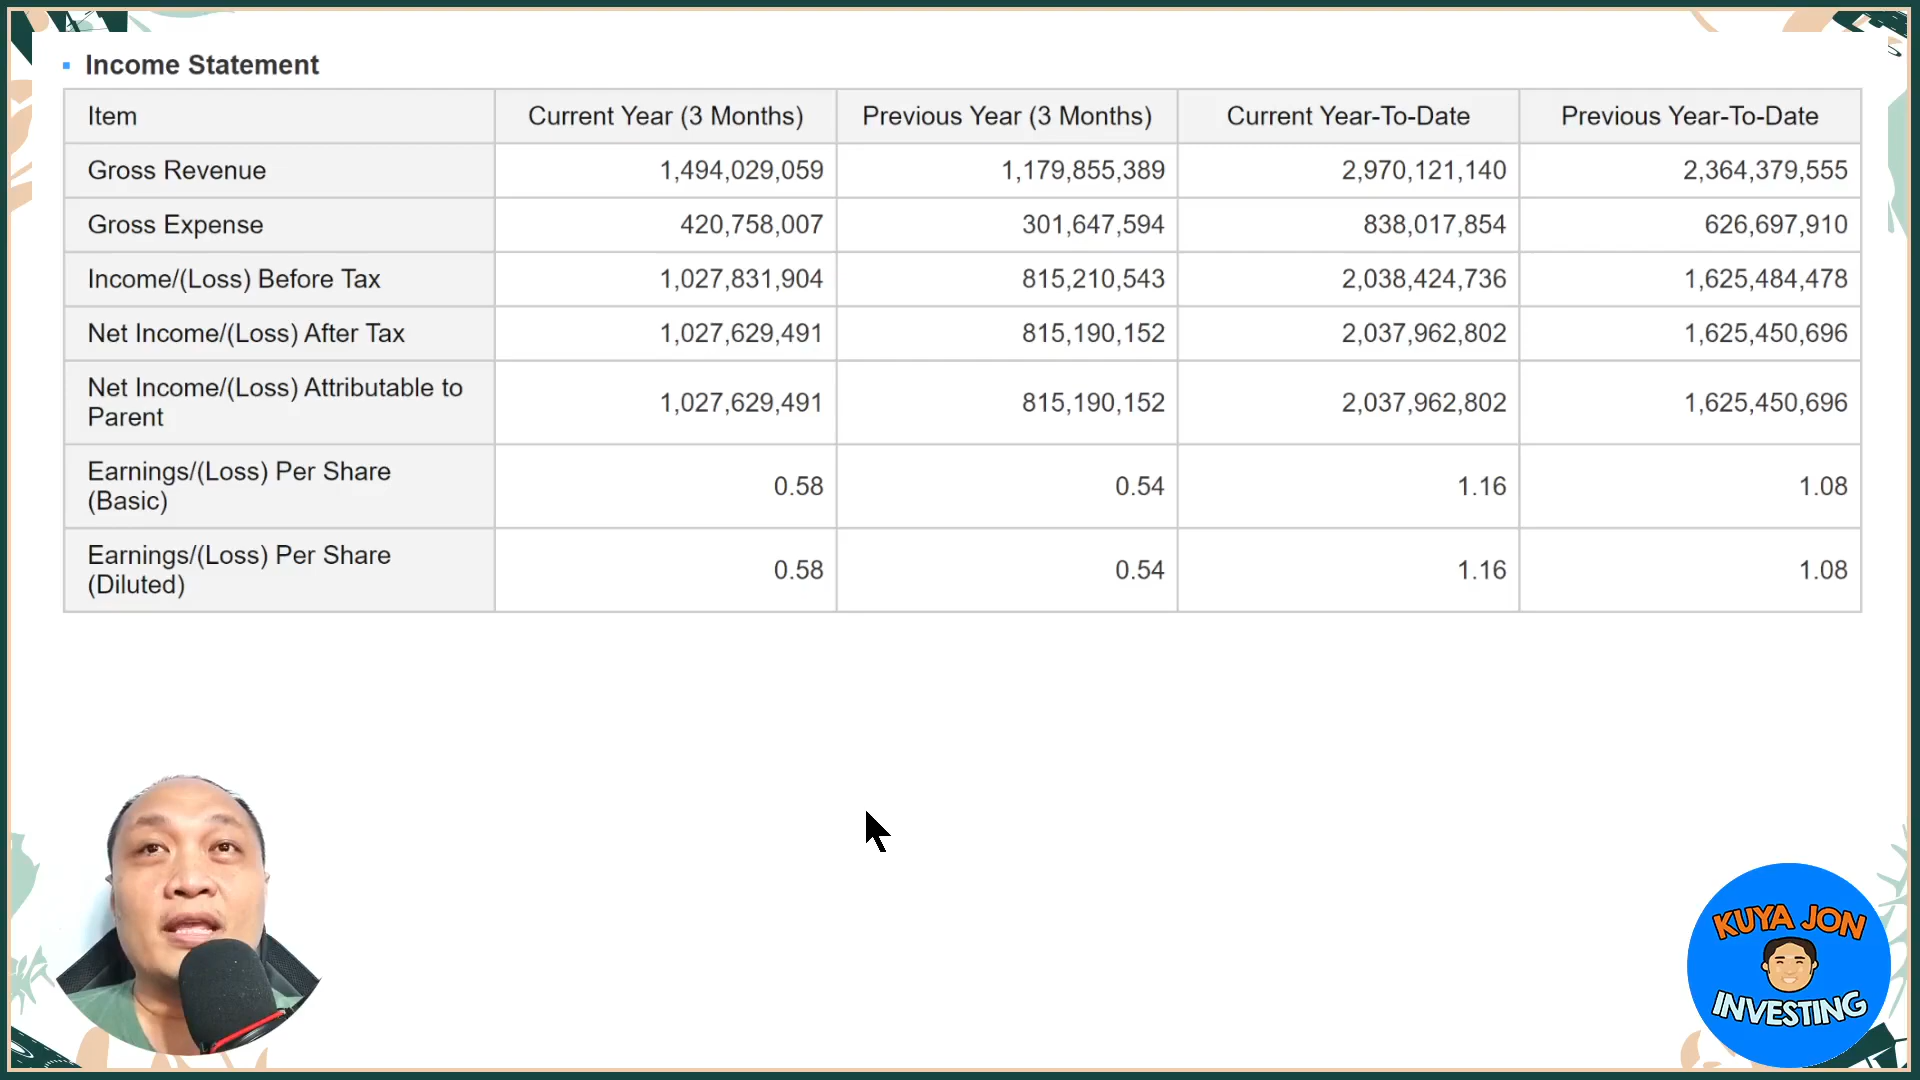 Income Statement
Item Current Year (3 Months) Previous Year (3 Months) Current Year-To-Date Previous Year-To-Date
Gross Revenue 1,494,029,059 1,179,855,389 2,970,121,140 2,364,379,555
Gross Expense 420,758,007 301,647,594 838,017,854 626,697,910
Income/(Loss) Before Tax 1,027,831,904 815,210,543 2,038,424,736 1,625,484,478
Net Income/(Loss) After Tax 1,027,629,491 815,190,152 2,037,962,802 1,625,450,696
Net Income/(Loss) Attributable to
Parent 1,027,629,491 815,190,152 2,037,962,802 1,625,450,696
Earnings/(Loss) Per Share
(Basic) 0.58 0.54 1.16 1.08
Earnings/(Loss) Per Share
(Diluted) 0.58 0.54 1.16 1.08
KUYA JON
INVESTING